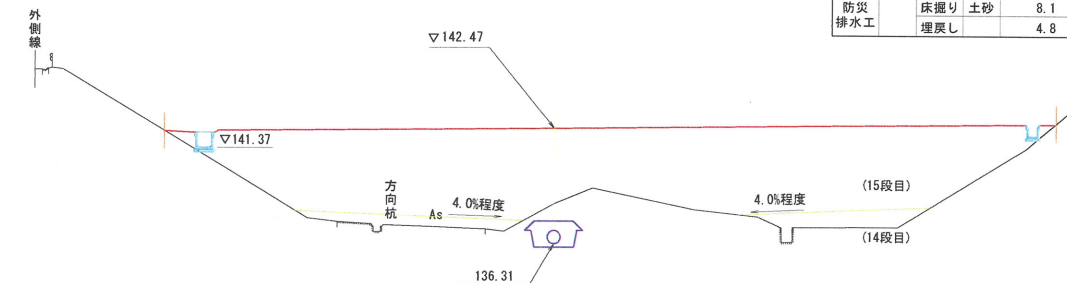 外側線
8
▽142.47
防災排水工 床掘り 土砂 8.1
埋戻し 4.8
▽141.37
方向杭
As
4.0%程度
4.0%程度
(15段目)
(14段目)
136.31